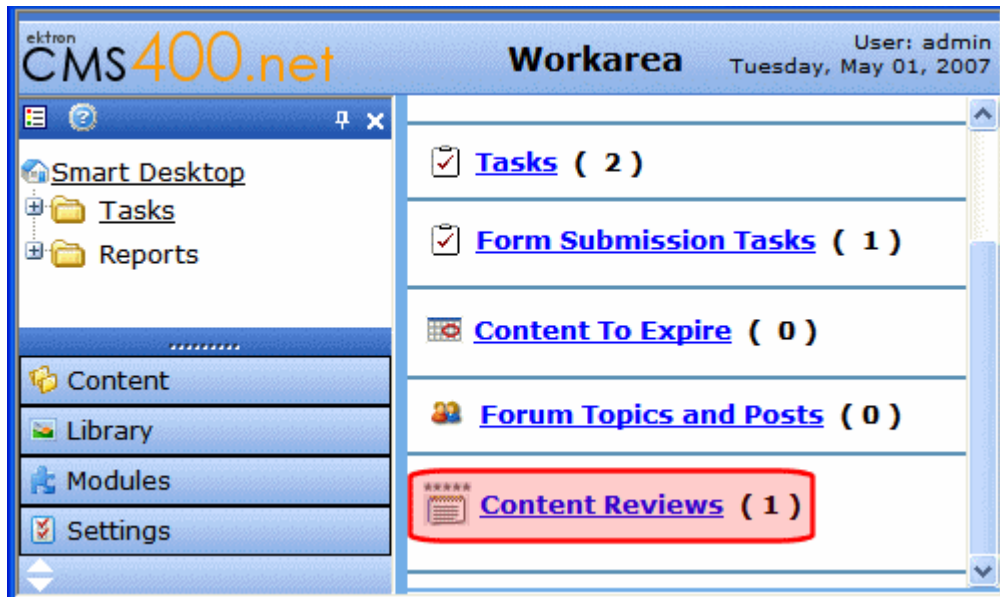 ektron
CMS400.net
Workarea
User: admin
Tuesday, May 01, 2007
Smart Desktop
Tasks
Reports
Content
Library
Modules
Settings
Tasks ( 2 )
Form Submission Tasks ( 1 )
Content To Expire ( 0 )
Forum Topics and Posts ( 0 )
Content Reviews ( 1 )